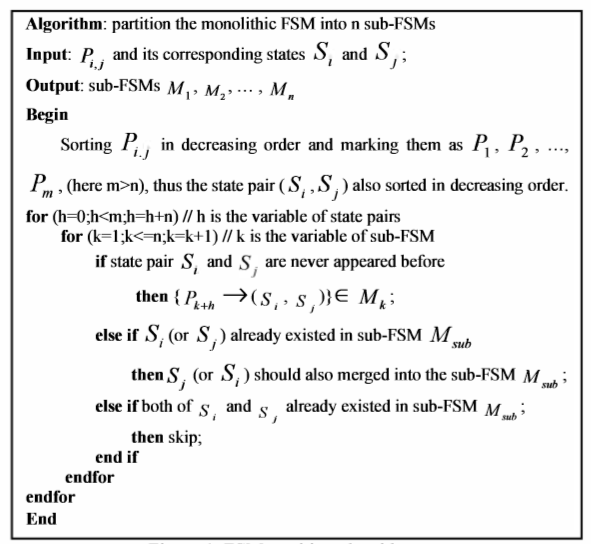 Algorithm: partition the monolithic FSM into n sub-FSMs
Input: P_{i,j} and its corresponding states S_i and S_j;
Output: sub-FSMs M_1, M_2, ⋯, M_n
Begin
Sorting P_{i,j} in decreasing order and marking them as P_1, P_2, …,
P_m, (here m>n), thus the state pair (S_i, S_j) also sorted in decreasing order.
for (h=0;h<m;h=h+n) // h is the variable of state pairs
for (k=1;k<=n;k=k+1) // k is the variable of sub-FSM
if state pair S_i and S_j are never appeared before
then {P_{k+h} → (S_i, S_j)} ∈ M_k;
else if S_i (or S_j) already existed in sub-FSM M_{sub}
then S_j (or S_i) should also merged into the sub-FSM M_{sub};
else if both of S_i and S_j already existed in sub-FSM M_{sub};
then skip;
end if
endfor
endfor
End